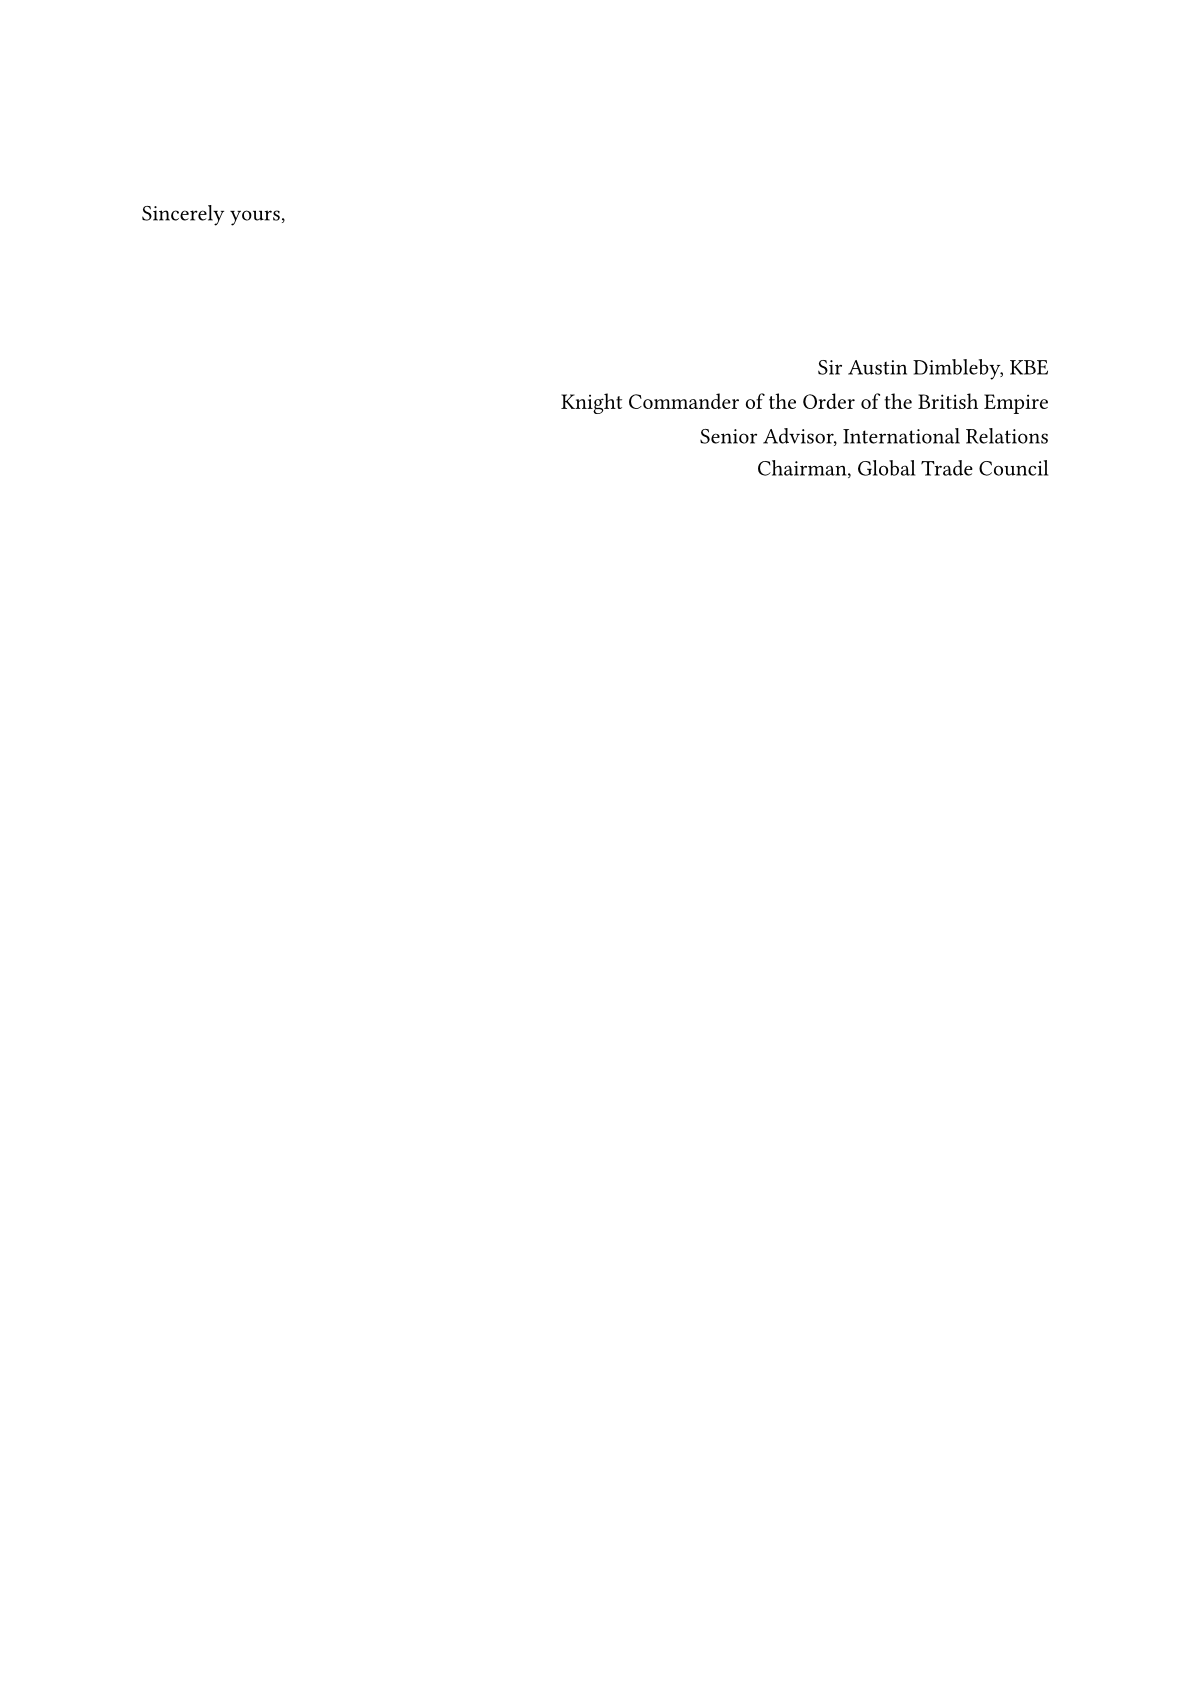 Sincerely yours,
Sir Austin Dimbleby, KBE
Knight Commander of the Order of the British Empire
Senior Advisor, International Relations
Chairman, Global Trade Council